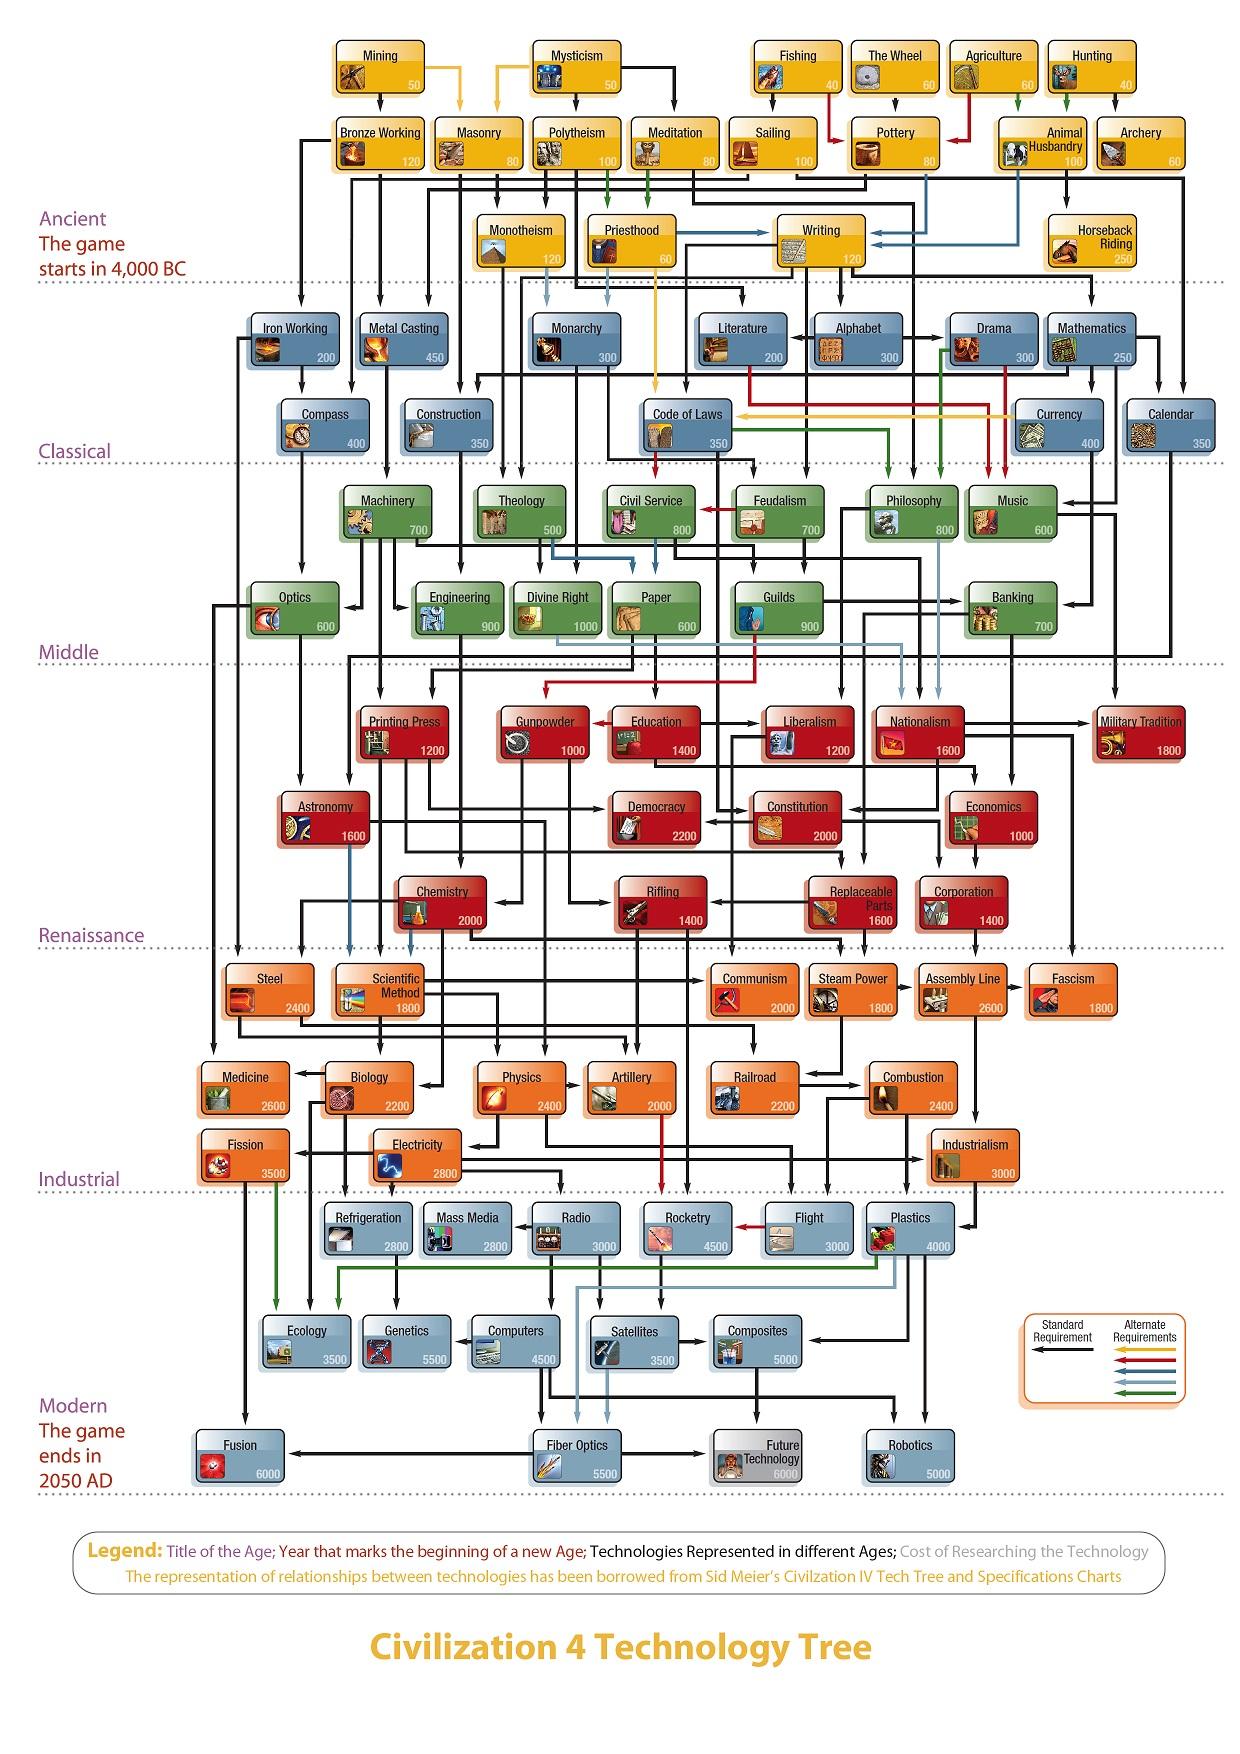 Mining
50
Mysticism
50
Fishing
40
The Wheel
60
Agriculture
60
Hunting
40
Bronze Working
120
Masonry
80
Polytheism
100
Meditation
80
Sailing
100
Pottery
80
Animal
Husbandry
100
Archery
60
Ancient
The game
starts in 4,000 BC
Monotheism
120
Priesthood
60
Writing
120
Horseback
Riding
250
Iron Working
200
Metal Casting
450
Monarchy
300
Literature
200
Alphabet
300
Drama
300
Mathematics
250
Compass
400
Construction
350
Code of Laws
350
Currency
400
Calendar
350
Classical
Machinery
700
Theology
500
Civil Service
800
Feudalism
700
Philosophy
800
Music
600
Optics
600
Engineering
900
Divine Right
1000
Paper
600
Guilds
900
Banking
700
Middle
Printing Press
1200
Gunpowder
1000
Education
1400
Liberalism
1200
Nationalism
1600
Military Tradition
1800
Astronomy
1600
Democracy
2200
Constitution
2000
Economics
1000
Chemistry
2000
Rifling
1400
Replaceable
Parts
1600
Corporation
1400
Renaissance
Steel
2400
Scientific
Method
1800
Communism
2000
Steam Power
1800
Assembly Line
2600
Fascism
1800
Medicine
2600
Biology
2200
Physics
2400
Artillery
2000
Railroad
2200
Combustion
2400
Fission
3500
Electricity
2800
Industrialism
3000
Industrial
Refrigeration
2800
Mass Media
2800
Radio
3000
Rocketry
4500
Flight
3000
Plastics
4000
Ecology
3500
Genetics
5500
Computers
4500
Satellites
3500
Composites
5000
Standard
Requirement
Alternate
Requirements
Modern
The game
ends in
2050 AD
Fusion
6000
Fiber Optics
5500
Future
Technology
6000
Robotics
5000
Legend: Title of the Age; Year that marks the beginning of a new Age; Technologies Represented in different Ages; Cost of Researching the Technology
The representation of relationships between technologies has been borrowed from Sid Meier's Civilzation IV Tech Tree and Specifications Charts
Civilization 4 Technology Tree